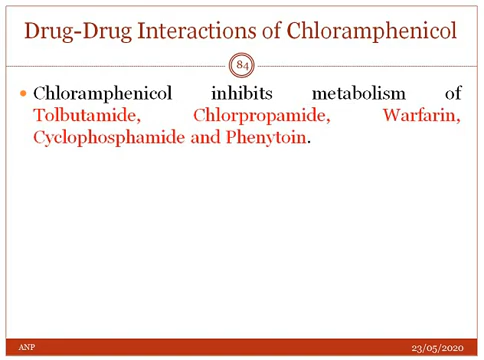 Drug-Drug Interactions of Chloramphenicol
84
Chloramphenicol inhibits metabolism of
Tolbutamide, Chlorpropamide, Warfarin,
Cyclophosphamide and Phenytoin.
ANP 23/05/2020